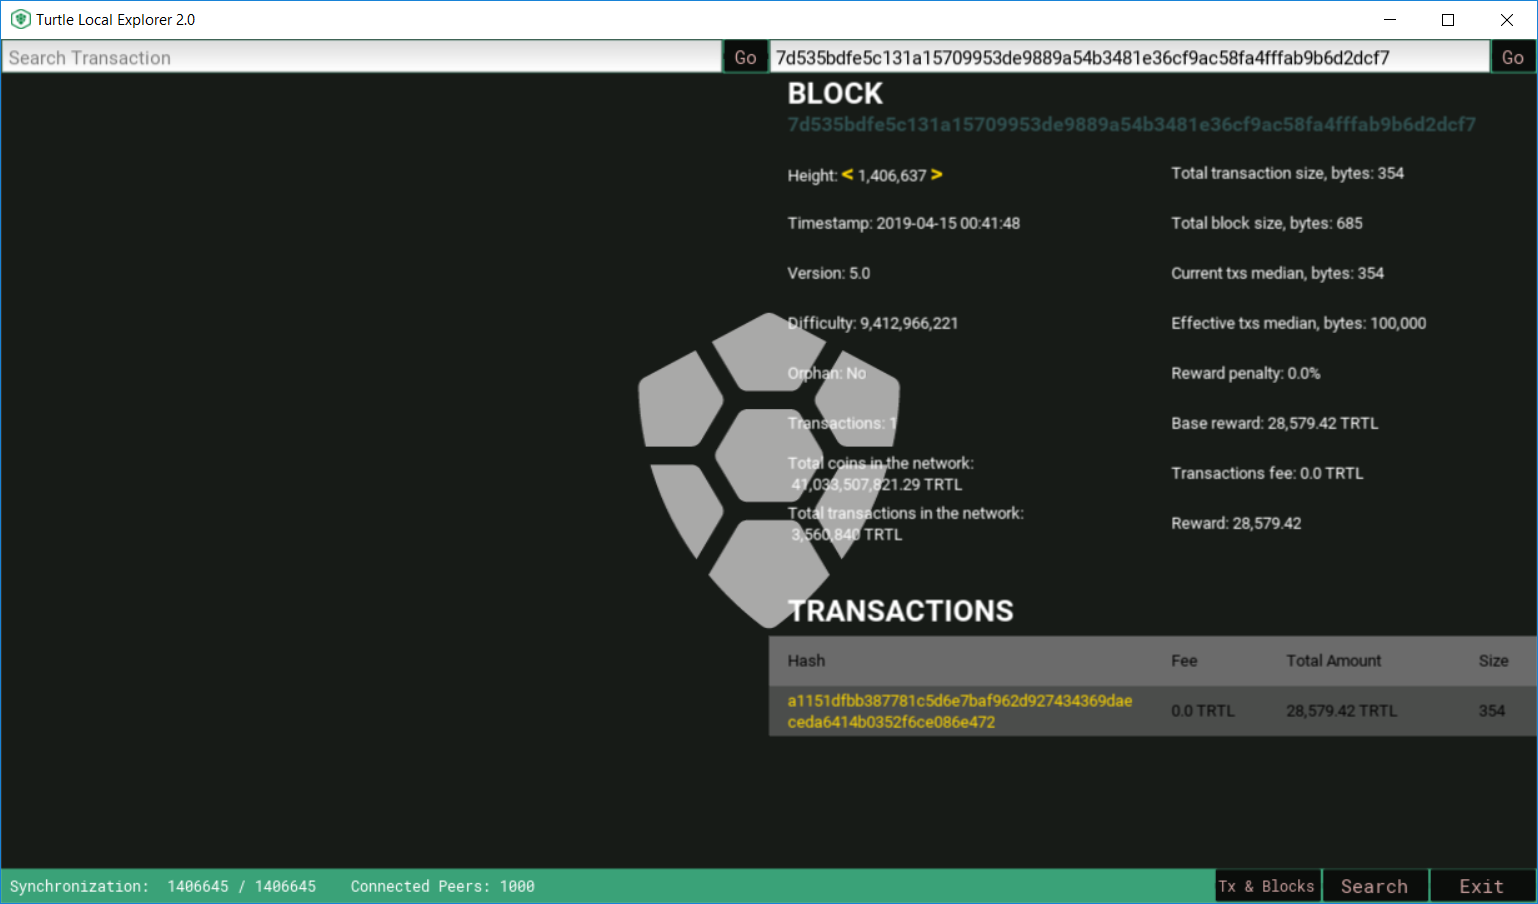 Turtle Local Explorer 2.0
Search Transaction
Go
7d535bdfe5c131a15709953de9889a54b3481e36cf9ac58fa4fffab9b6d2dcf7
Go
BLOCK
7d535bdfe5c131a15709953de9889a54b3481e36cf9ac58fa4fffab9b6d2dcf7
Height: < 1,406,637 >
Timestamp: 2019-04-15 00:41:48
Version: 5.0
Difficulty: 9,412,966,221
Orphan: No
Transactions: 1
Total coins in the network:
41,033,507,821.29 TRTL
Total transactions in the network:
3,560,840 TRTL
Total transaction size, bytes: 354
Total block size, bytes: 685
Current txs median, bytes: 354
Effective txs median, bytes: 100,000
Reward penalty: 0.0%
Base reward: 28,579.42 TRTL
Transactions fee: 0.0 TRTL
Reward: 28,579.42
TRANSACTIONS
Hash Fee Total Amount Size
a1151dfbb387781c5d6e7baf962d927434369dae
ceda6414b0352f6ce086e472
0.0 TRTL 28,579.42 TRTL 354
Synchronization: 1406645 / 1406645 Connected Peers: 1000
Tx & Blocks Search Exit